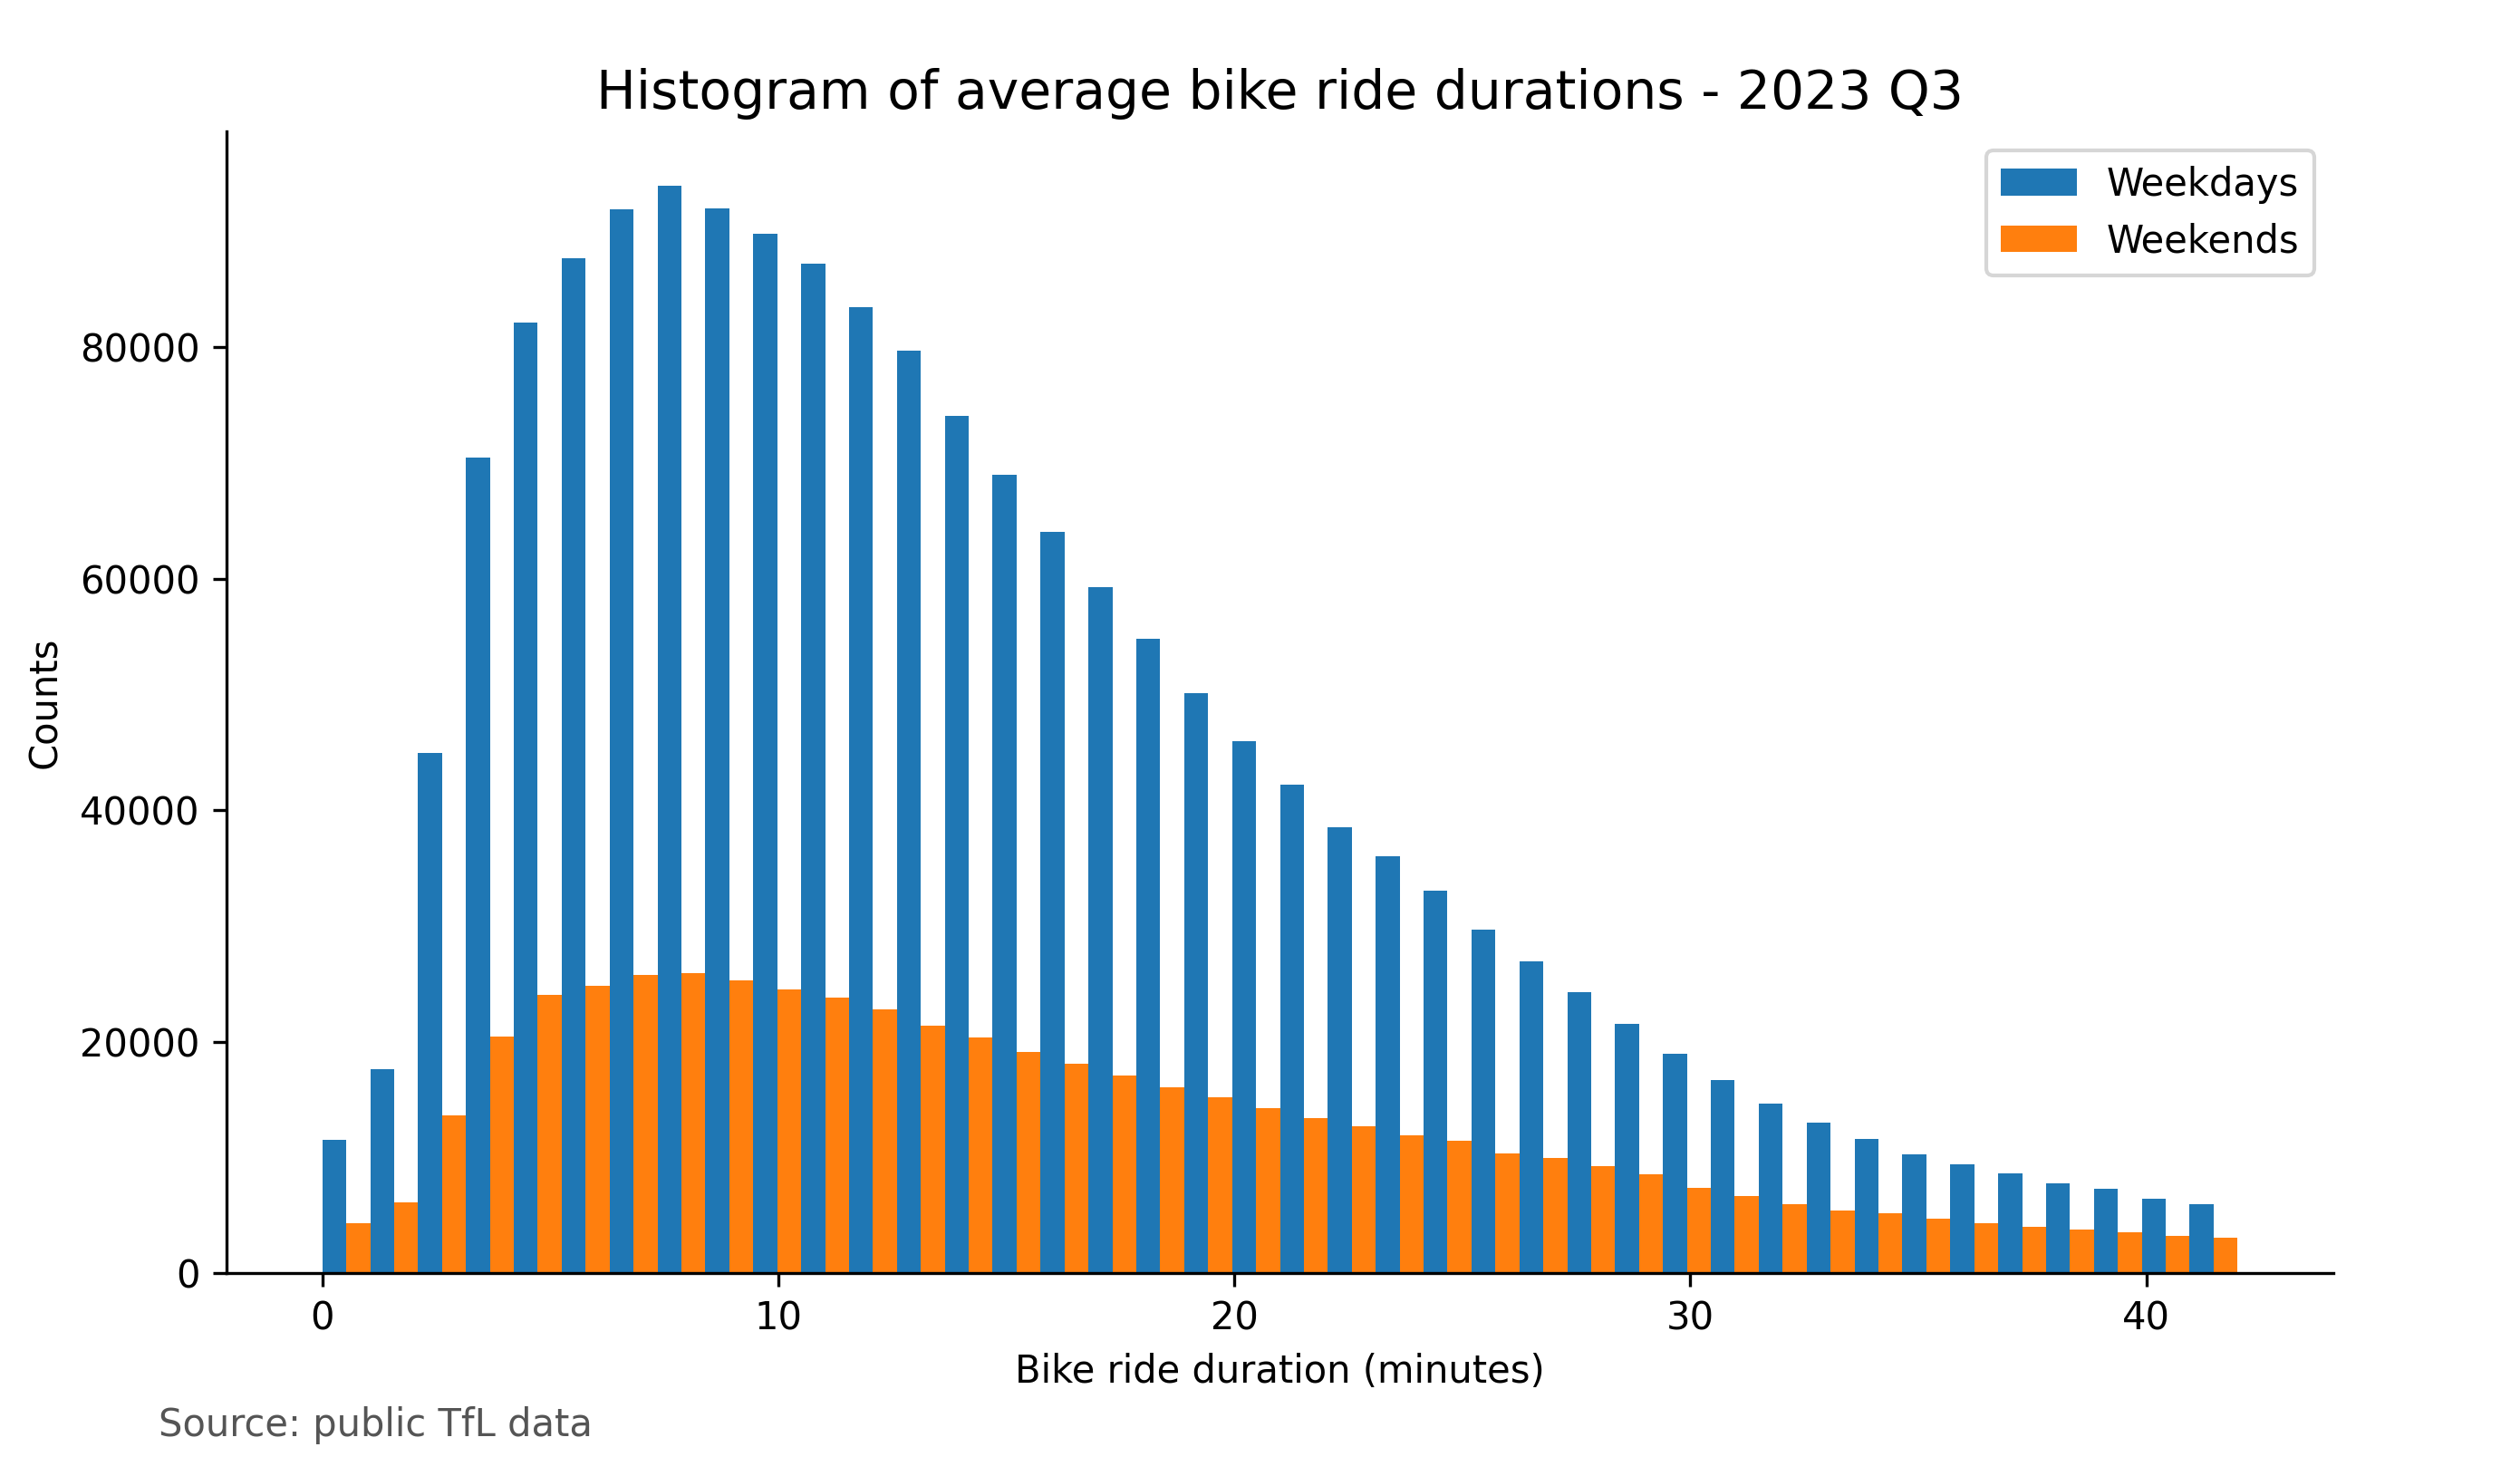 Histogram of average bike ride durations - 2023 Q3
Weekdays
Weekends
80000
60000
40000
20000
0
Counts
0 10 20 30 40
Bike ride duration (minutes)
Source: public TfL data